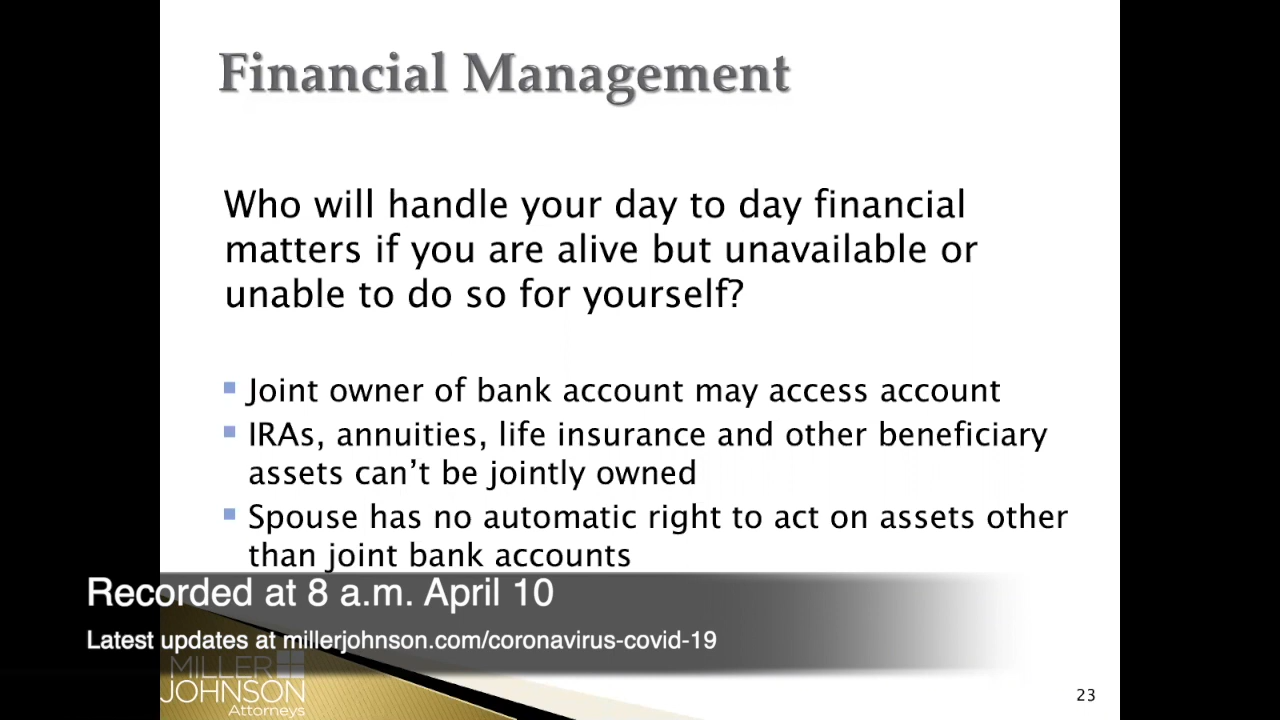 Financial Management
Who will handle your day to day financial
matters if you are alive but unavailable or
unable to do so for yourself?
Joint owner of bank account may access account
IRAs, annuities, life insurance and other beneficiary
assets can’t be jointly owned
Spouse has no automatic right to act on assets other
than joint bank accounts
Recorded at 8 a.m. April 10
Latest updates at millerjohnson.com/coronavirus-covid-19
MILLER
JOHNSON
Attorneys
23